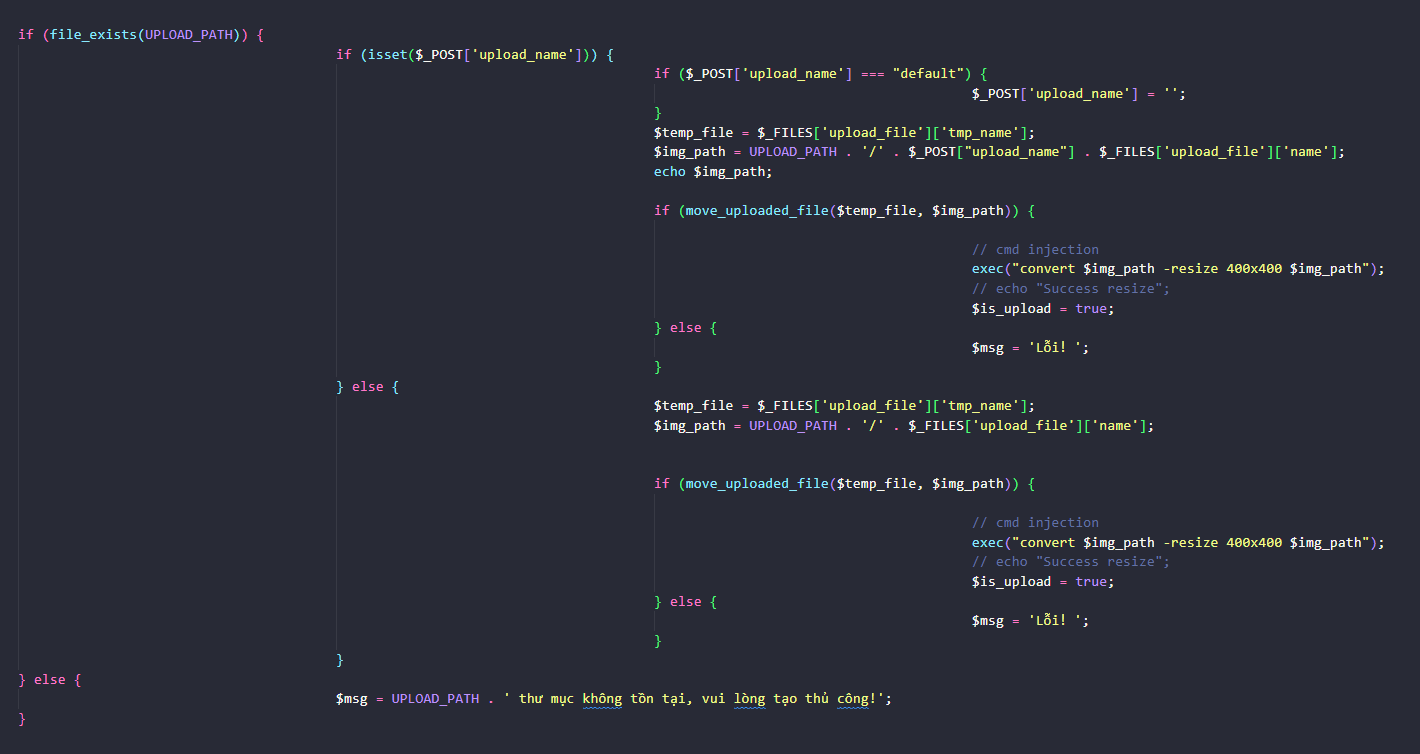 if (file_exists(UPLOAD_PATH)) {
if (isset($_POST['upload_name'])) {
if ($_POST['upload_name'] === "default") {
$_POST['upload_name'] = '';
}
$temp_file = $_FILES['upload_file']['tmp_name'];
$img_path = UPLOAD_PATH . '/' . $_POST["upload_name"] . $_FILES['upload_file']['name'];
echo $img_path;
if (move_uploaded_file($temp_file, $img_path)) {
// cmd injection
exec("convert $img_path -resize 400x400 $img_path");
// echo "Success resize";
$is_upload = true;
} else {
$msg = 'Lỗi! ';
}
} else {
$temp_file = $_FILES['upload_file']['tmp_name'];
$img_path = UPLOAD_PATH . '/' . $_FILES['upload_file']['name'];
if (move_uploaded_file($temp_file, $img_path)) {
// cmd injection
exec("convert $img_path -resize 400x400 $img_path");
// echo "Success resize";
$is_upload = true;
} else {
$msg = 'Lỗi! ';
}
}
} else {
$msg = UPLOAD_PATH . ' thư mục không tồn tại, vui lòng tạo thủ công!';
}